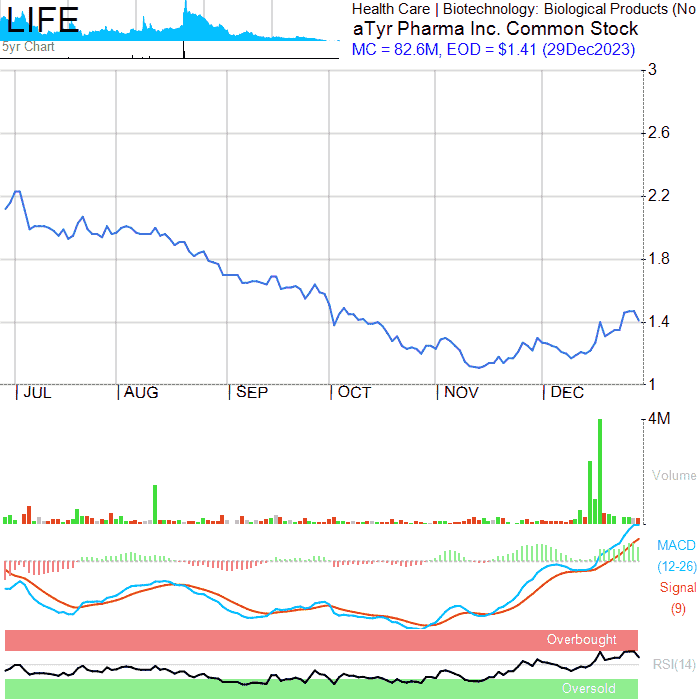 LIFE
5yr Chart
Health Care | Biotechnology: Biological Products (No
aTyr Pharma Inc. Common Stock
MC = 82.6M, EOD = $1.41 (29Dec2023)
3
2.6
2.2
1.8
1.4
1
JUL AUG SEP OCT NOV DEC
4M
Volume
MACD
(12-26)
Signal
(9)
Overbought
RSI(14)
Oversold